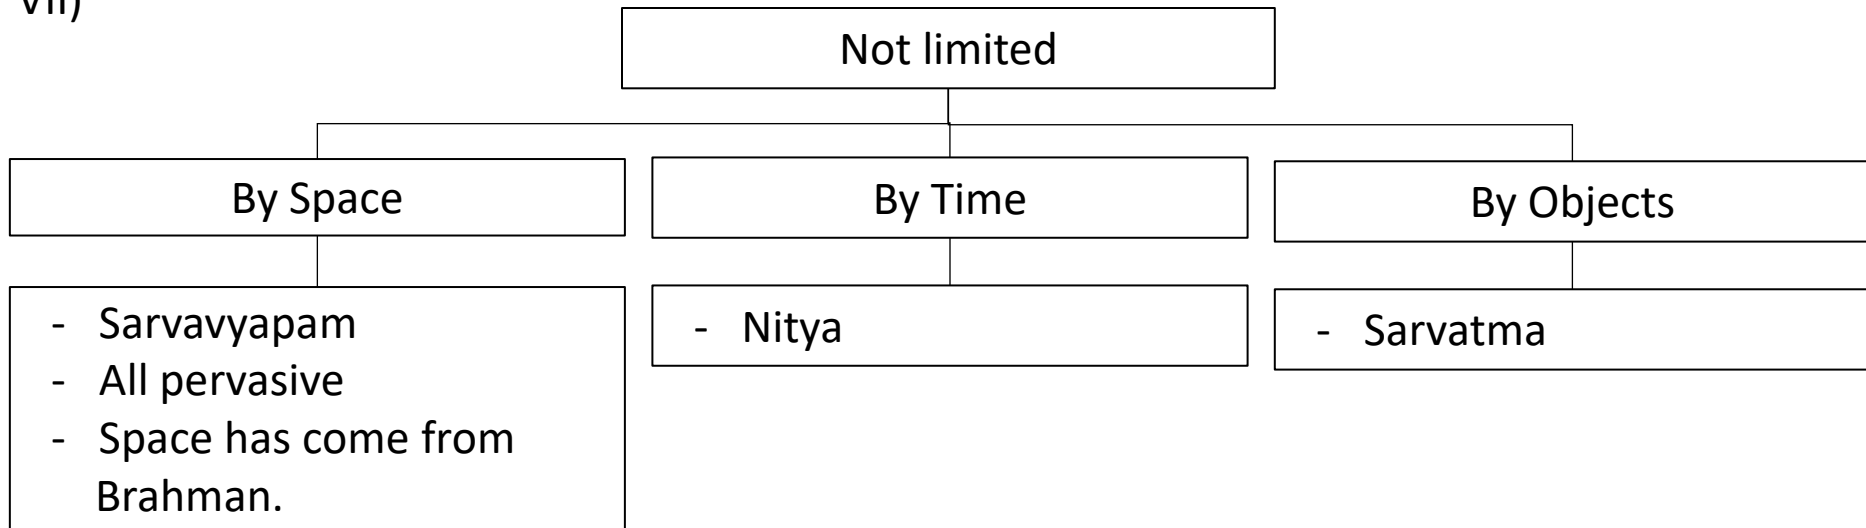 VII)
Not limited
By Space
By Time
By Objects
- Sarvavyapam
- All pervasive
- Space has come from
Brahman.
- Nitya
- Sarvatma